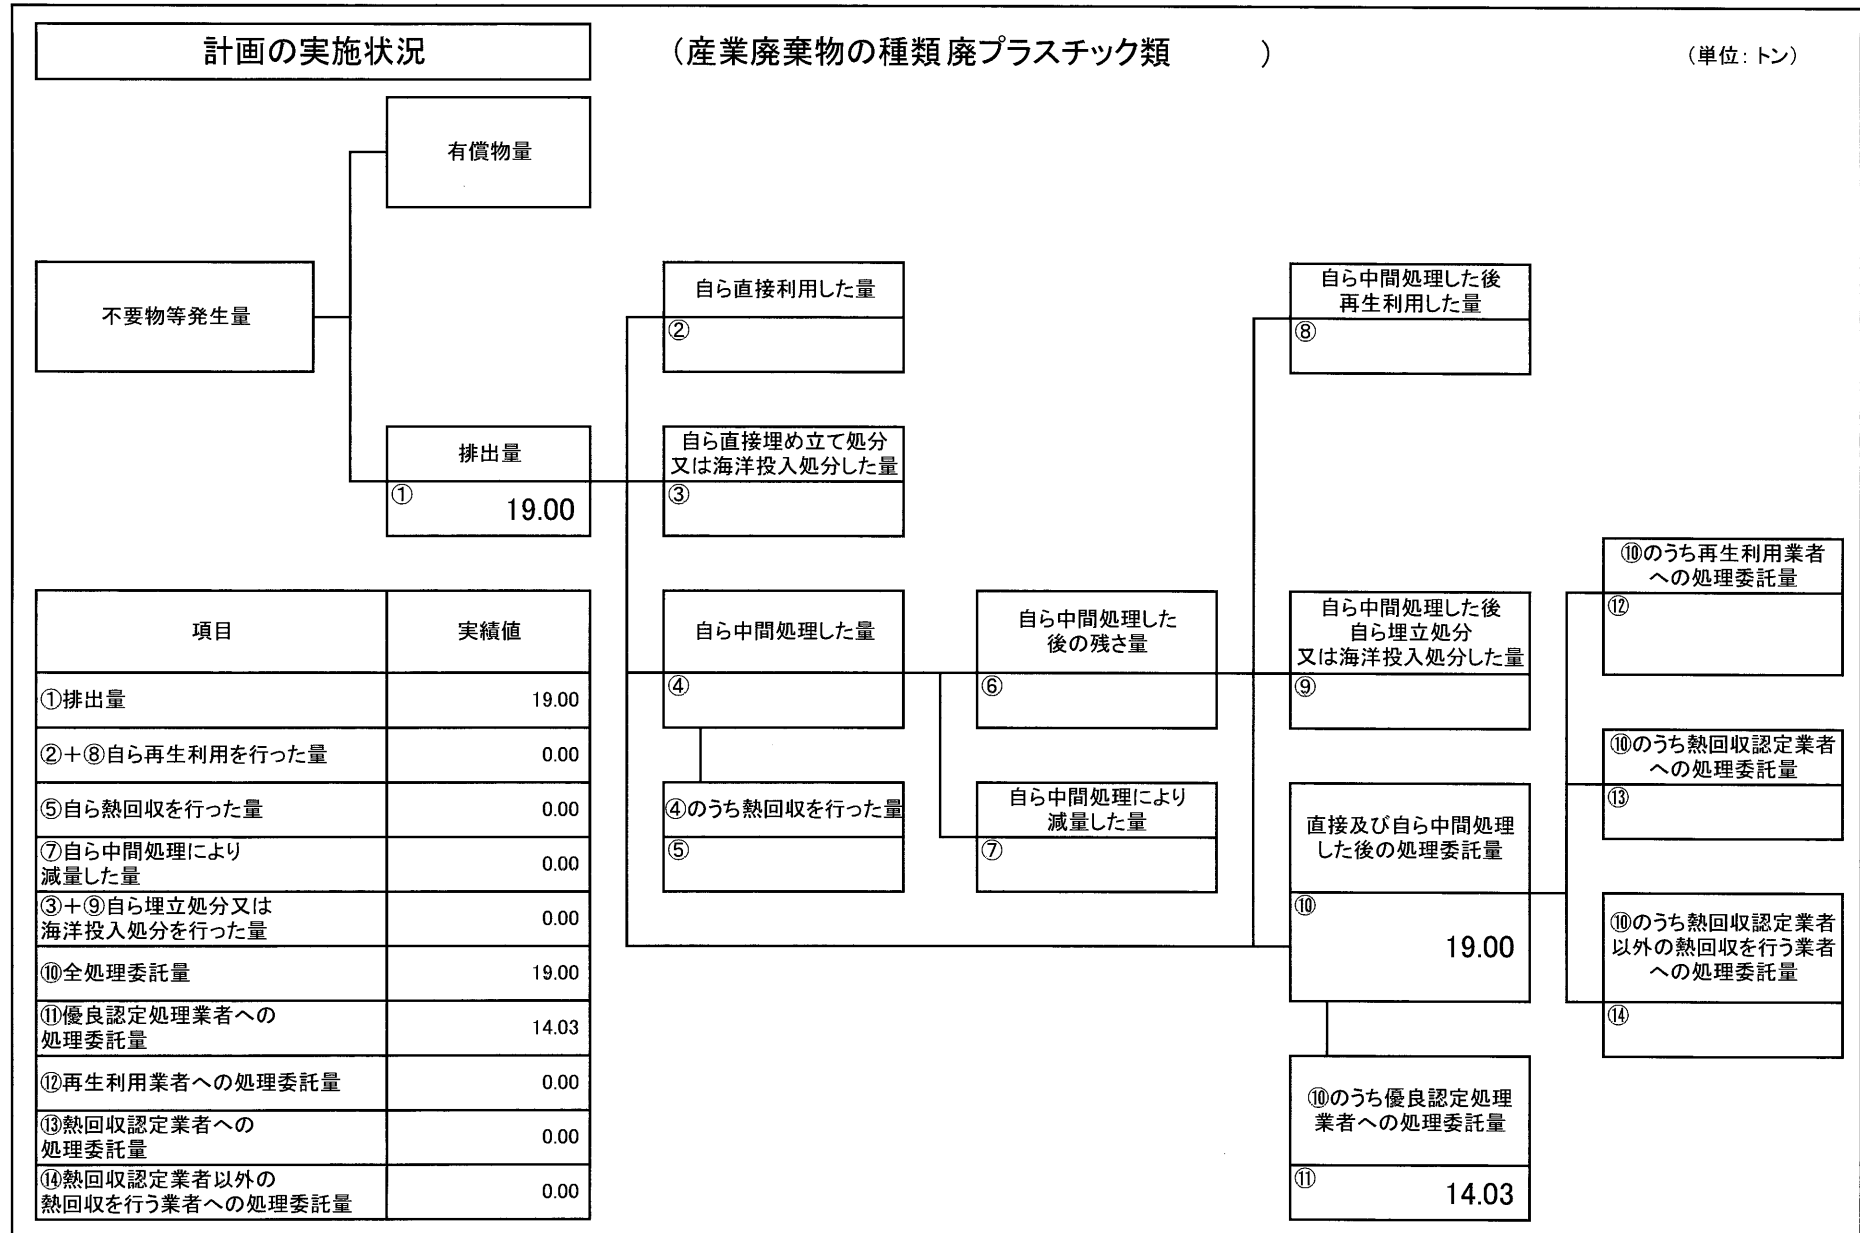 計画の実施状況
（産業廃棄物の種類 廃プラスチック類　　　）
（単位：トン）
有償物量
不要物等発生量
自ら直接利用した量
②
自ら中間処理した後
再生利用した量
⑧
排出量
①
19.00
自ら直接埋め立て処分
又は海洋投入処分した量
③
⑩のうち再生利用業者
への処理委託量
⑫
項目
実績値
①排出量
19.00
②＋⑧自ら再生利用を行った量
0.00
⑤自ら熱回収を行った量
0.00
⑦自ら中間処理により
減量した量
0.00
③＋⑨自ら埋立処分又は
海洋投入処分を行った量
0.00
⑩全処理委託量
19.00
⑪優良認定処理業者への
処理委託量
14.03
⑫再生利用業者への処理委託量
0.00
⑬熱回収認定業者への
処理委託量
0.00
⑭熱回収認定業者以外の
熱回収を行う業者への処理委託量
0.00
自ら中間処理した量
④
自ら中間処理した
後の残さ量
⑥
自ら中間処理した後
自ら埋立処分
又は海洋投入処分した量
⑨
④のうち熱回収を行った量
⑤
自ら中間処理により
減量した量
⑦
直接及び自ら中間処理
した後の処理委託量
⑩
19.00
⑩のうち熱回収認定業者
への処理委託量
⑬
⑩のうち熱回収認定業者
以外の熱回収を行う業者
への処理委託量
⑭
⑩のうち優良認定処理
業者への処理委託量
⑪
14.03